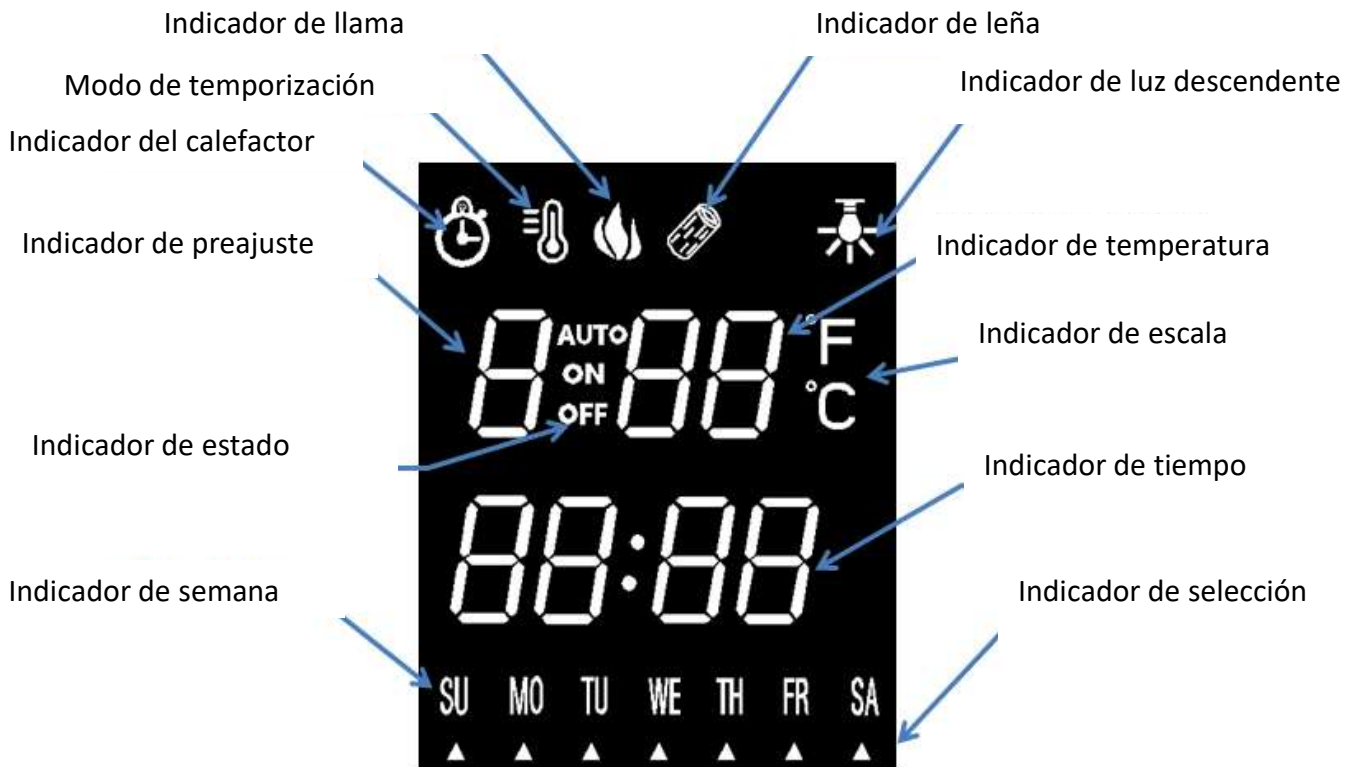 Indicador de llama
Indicador de leña
Modo de temporización
Indicador de luz descendente
Indicador del calefactor
Indicador de preajuste
Indicador de temperatura
8 AUTO ON OFF 88 °F °C
Indicador de escala
Indicador de estado
Indicador de tiempo
88:88
Indicador de semana
Indicador de selección
SU MO TU WE TH FR SA